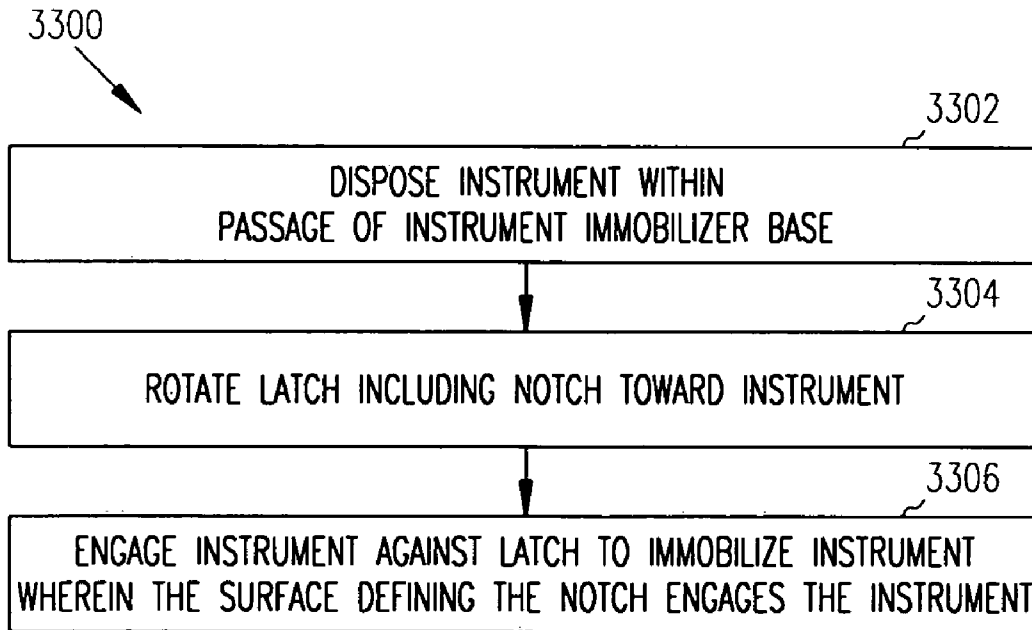 3300
3302
DISPOSE INSTRUMENT WITHIN
PASSAGE OF INSTRUMENT IMMOBILIZER BASE
3304
ROTATE LATCH INCLUDING NOTCH TOWARD INSTRUMENT
3306
ENGAGE INSTRUMENT AGAINST LATCH TO IMMOBILIZE INSTRUMENT
WHEREIN THE SURFACE DEFINING THE NOTCH ENGAGES THE INSTRUMENT